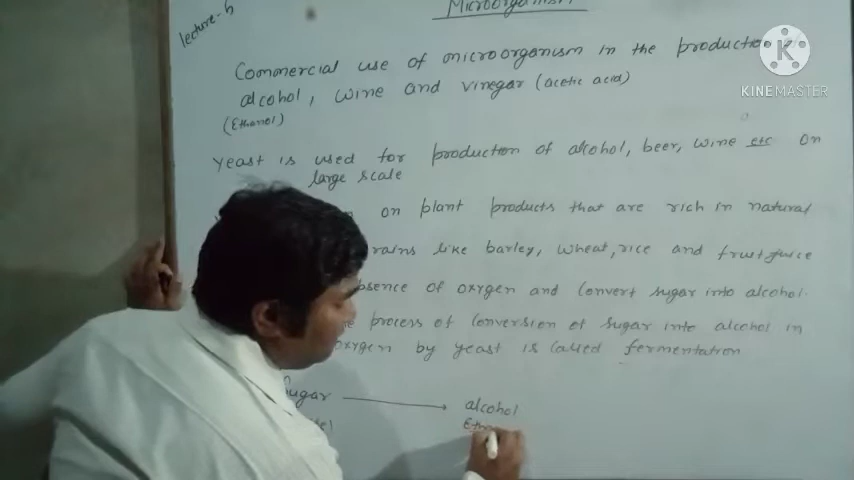 Microorganism
Lecture-5
Commercial use of microorganism in the production
alcohol, wine and vinegar (acetic acid)
(Ethanol)
KINEMASTER
Yeast is used for production of alcohol, beer, wine etc on
large scale
on plant products that are rich in natural
rains like barley, wheat, rice and fruit juice
bsence of oxygen and convert sugar into alcohol.
process of conversion of sugar into alcohol in
oxygen by yeast is called fermentation
Sugar → alcohol
Eth